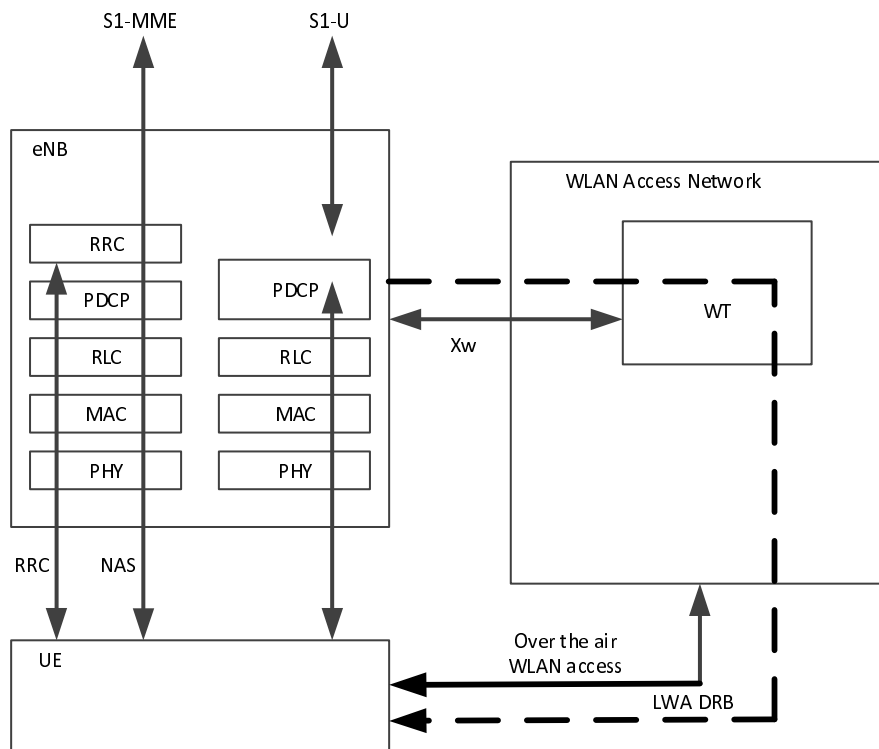 S1-MME
S1-U
eNB
WLAN Access Network
RRC
PDCP
PDCP
WT
Xw
RLC
RLC
MAC
MAC
PHY
PHY
RRC
NAS
Over the air
WLAN access
UE
LWA DRB